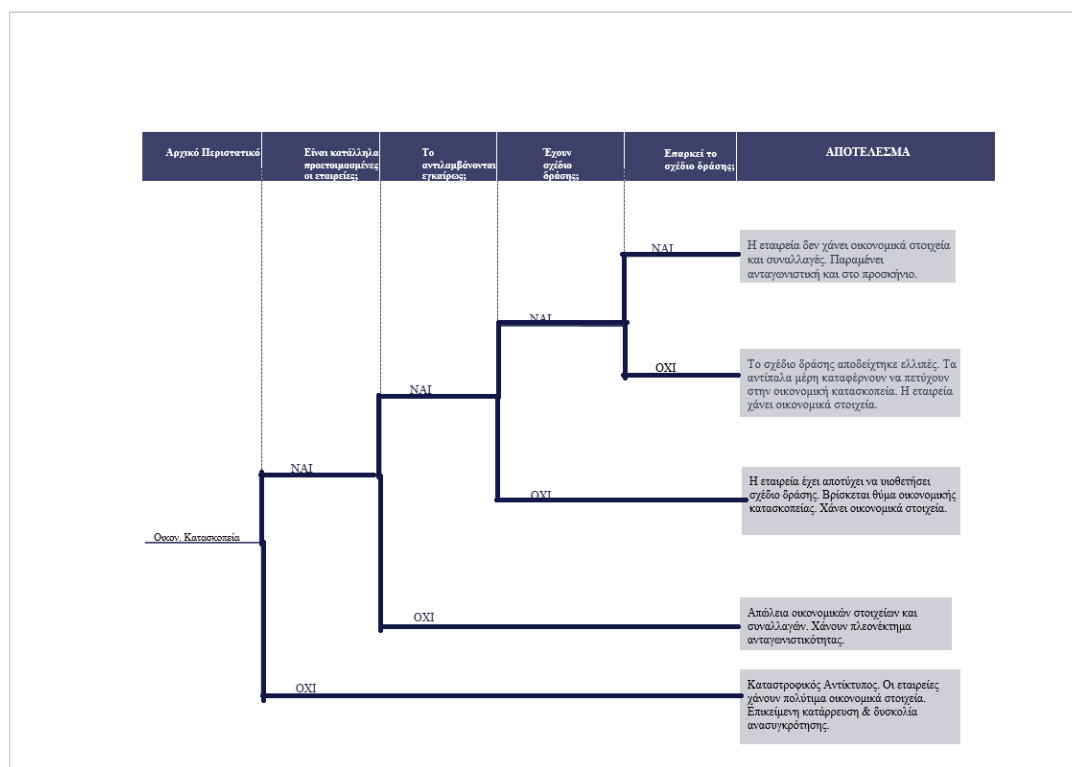 Αρχικό Περιστατικό
Είναι κατάλληλα
προετοιμασμένες
οι εταιρείες;
Το
αντιλαμβάνονται
εγκαίρως;
Έχουν
σχέδιο
δράσης;
Επαρκεί το
σχέδιο δράσης;
ΑΠΟΤΕΛΕΣΜΑ
ΝΑΙ
Η εταιρεία δεν χάνει οικονομικά στοιχεία
και συναλλαγές. Παραμένει
ανταγωνιστική και στο προσκήνιο.
ΝΑΙ
ΟΧΙ
Το σχέδιο δράσης αποδείχτηκε ελλιπές. Τα
αντίπαλα μέρη καταφέρνουν να πετύχουν
στην οικονομική κατασκοπεία. Η εταιρεία
χάνει οικονομικά στοιχεία.
ΝΑΙ
ΝΑΙ
ΟΧΙ
Η εταιρεία έχει αποτύχει να υιοθετήσει
σχέδιο δράσης. Βρίσκεται θύμα οικονομικής
κατασκοπείας. Χάνει οικονομικά στοιχεία.
Οικον. Κατασκοπεία
ΟΧΙ
Απώλεια οικονομικών στοιχείων και
συναλλαγών. Χάνουν πλεονέκτημα
ανταγωνιστικότητας.
ΟΧΙ
Καταστροφικός Αντίκτυπος. Οι εταιρείες
χάνουν πολύτιμα οικονομικά στοιχεία.
Επικείμενη κατάρρευση & δυσκολία
ανασυγκρότησης.